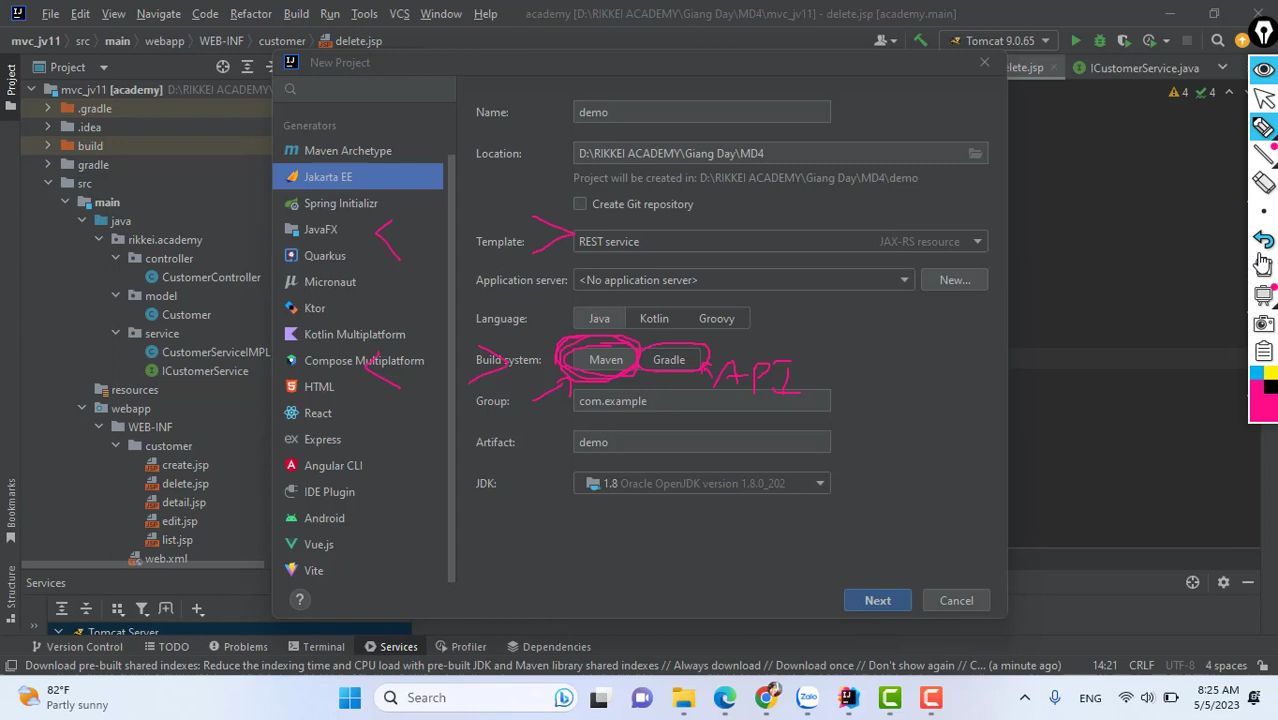 File Edit View Navigate Code Refactor Build Run Tools VCS Window Help academy [D:\RIKKEI ACADEMY\Giang Day\MD4\mvc_jv11] - delete.jsp [academy.main]
mvc_jv11 src main webapp WEB-INF customer delete.jsp Tomcat 9.0.65
Project
Project
mvc_jv11 [academy] D:\RIKKEI ACADEMY
.gradle
.idea
build
gradle
src
main
java
rikkei.academy
controller
CustomerController
model
Customer
service
CustomerServiceIMPL
ICustomerService
resources
webapp
WEB-INF
customer
create.jsp
delete.jsp
detail.jsp
edit.jsp
list.jsp
web.xml
Bookmarks
Structure
elete.jsp ICustomerService.java
4 4
New Project
Generators
Maven Archetype
Jakarta EE
Spring Initializr
JavaFX
Quarkus
Micronaut
Ktor
Kotlin Multiplatform
Compose Multiplatform
HTML
React
Express
Angular CLI
IDE Plugin
Android
Vue.js
Vite
Name: demo
Location: D:\RIKKEI ACADEMY\Giang Day\MD4
Project will be created in: D:\RIKKEI ACADEMY\Giang Day\MD4\demo
Create Git repository
Template: REST service JAX-RS resource
Application server: <No application server> New...
Language: Java Kotlin Groovy
Build system: Maven Gradle
API
Group: com.example
Artifact: demo
JDK: 1.8 Oracle OpenJDK version 1.8.0_202
? Next Cancel
Services
Tomcat Server
Version Control TODO Problems Terminal Services Profiler Dependencies
Download pre-built shared indexes: Reduce the indexing time and CPU load with pre-built JDK and Maven library shared indexes // Always download // Download once // Don't show again // C... (a minute ago) 14:21 CRLF UTF-8 4 spaces
82°F
Partly sunny
Search
Zalo
ENG
8:25 AM
5/5/2023